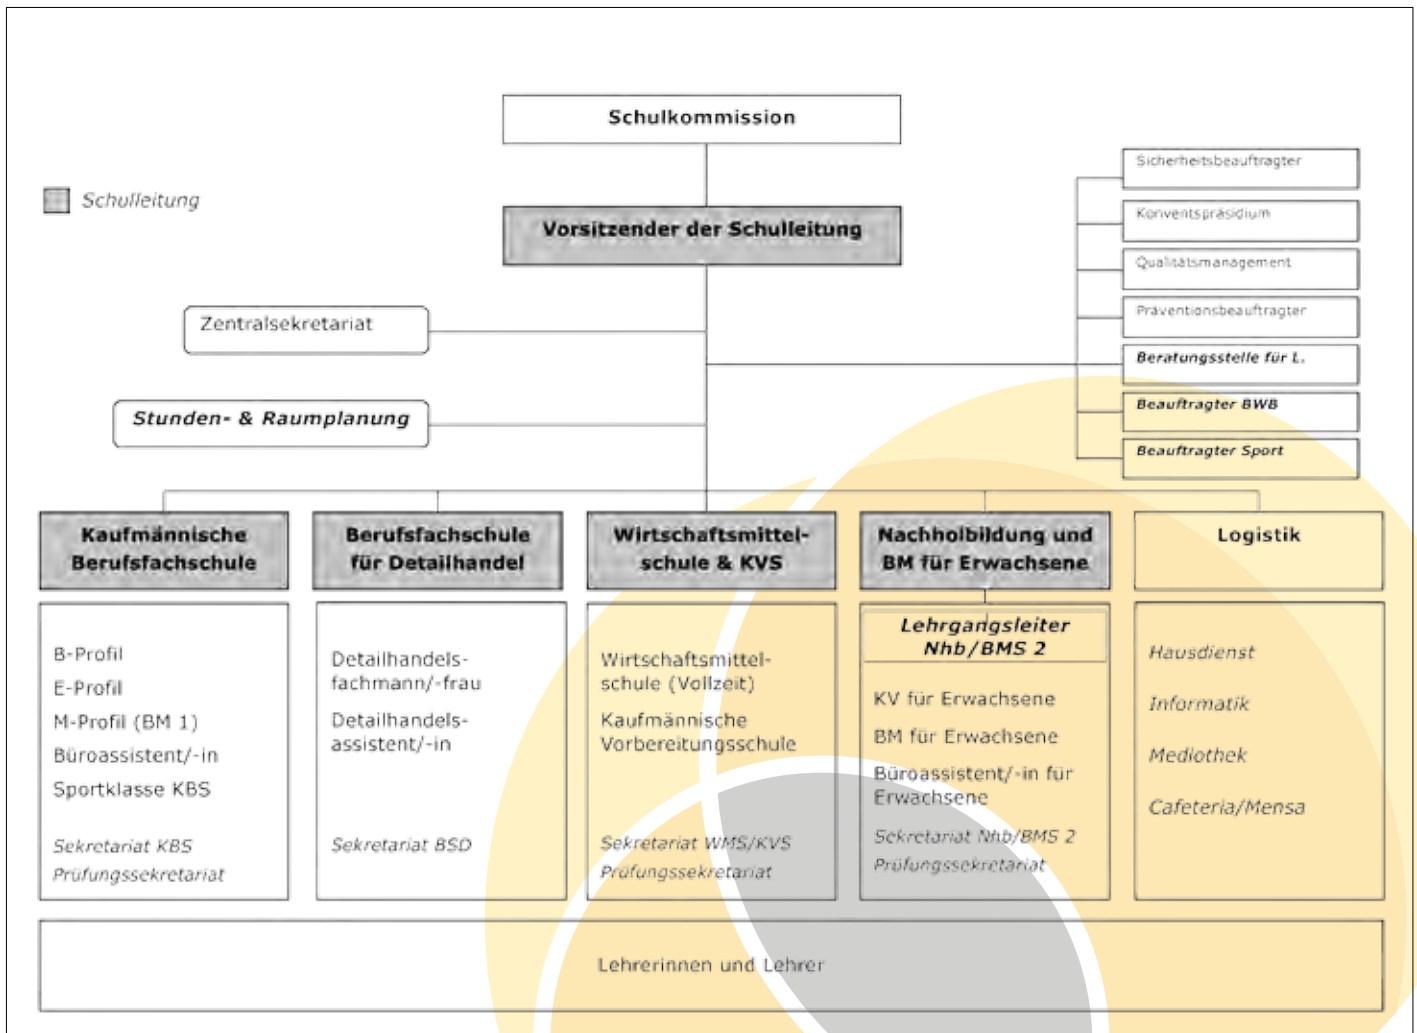 Schulkommission
Schulleitung
Vorsitzender der Schulleitung
Sicherheitsbeauftragter
Konventspräsidium
Qualitätsmanagement
Präventionsbeauftragter
Beratungsstelle für L.
Beauftragter BWB
Beauftragter Sport
Zentralsekretariat
Stunden- & Raumplanung
Kaufmännische
Berufsfachschule
B-Profil
E-Profil
M-Profil (BM 1)
Büroassistent/-in
Sportklasse KBS
Sekretariat KBS
Prüfungssekretariat
Berufsfachschule
für Detailhandel
Detailhandels-
fachmann/-frau
Detailhandels-
assistent/-in
Sekretariat BSD
Wirtschaftsmittel-
schule & KVS
Wirtschaftsmittel-
schule (Vollzeit)
Kaufmännische
Vorbereitungsschule
Sekretariat WMS/KVS
Prüfungssekretariat
Nachholbildung und
BM für Erwachsene
Lehrgangsleiter
Nhb/BMS 2
KV für Erwachsene
BM für Erwachsene
Büroassistent/-in für
Erwachsene
Sekretariat Nhb/BMS 2
Prüfungssekretariat
Logistik
Hausdienst
Informatik
Mediothek
Cafeteria/Mensa
Lehrerinnen und Lehrer